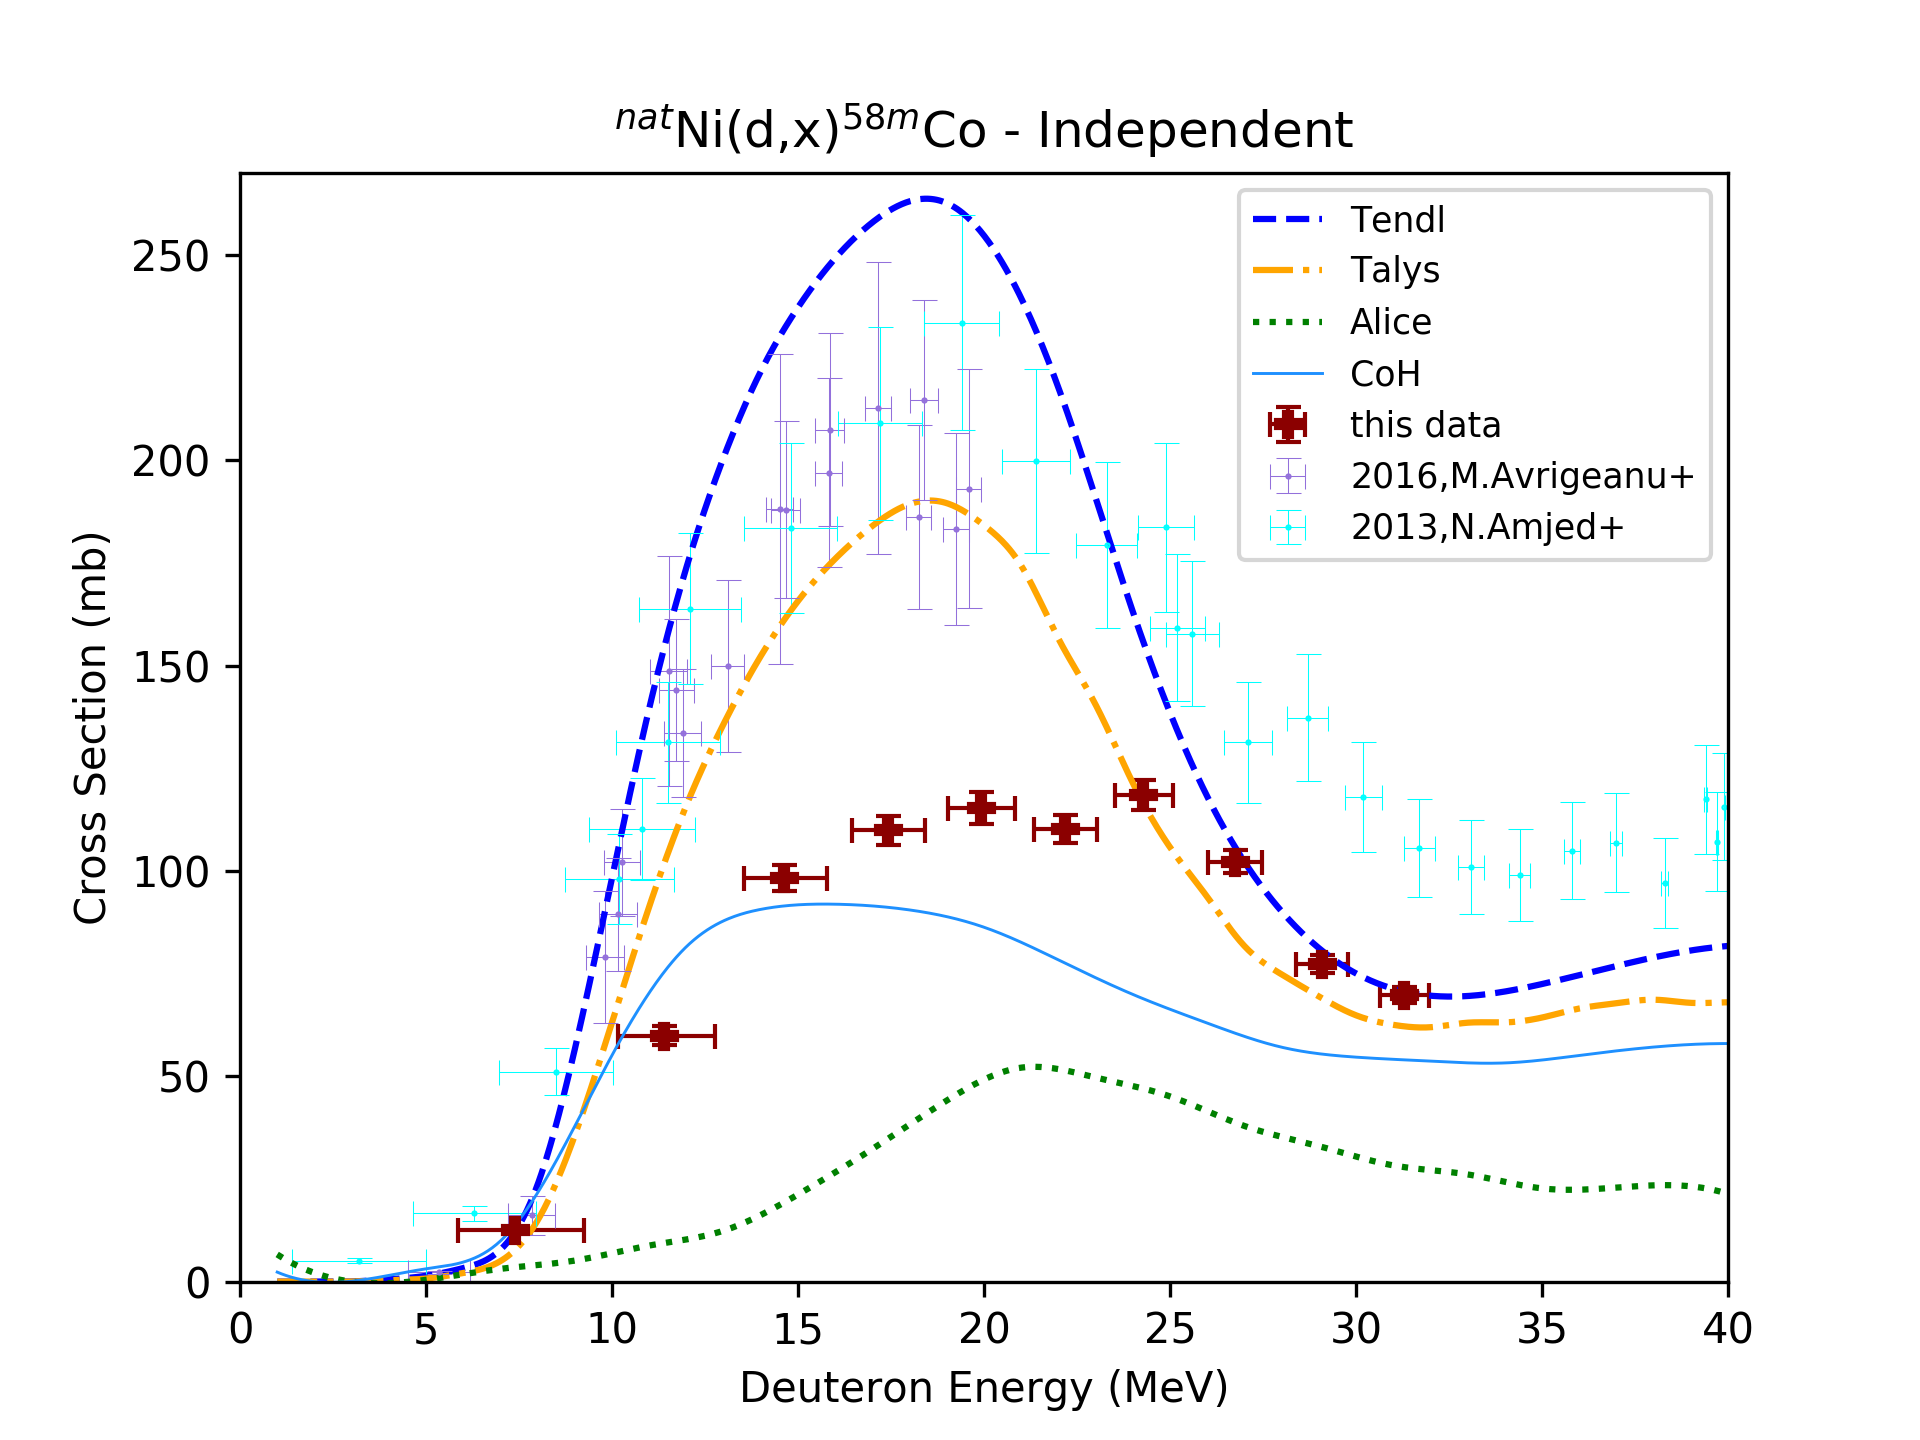 natNi(d,x)58mCo - Independent
Tendl
Talys
Alice
CoH
this data
2016,M.Avrigeanu+
2013,N.Amjed+
Cross Section (mb)
250
200
150
100
50
0
0 5 10 15 20 25 30 35 40
Deuteron Energy (MeV)